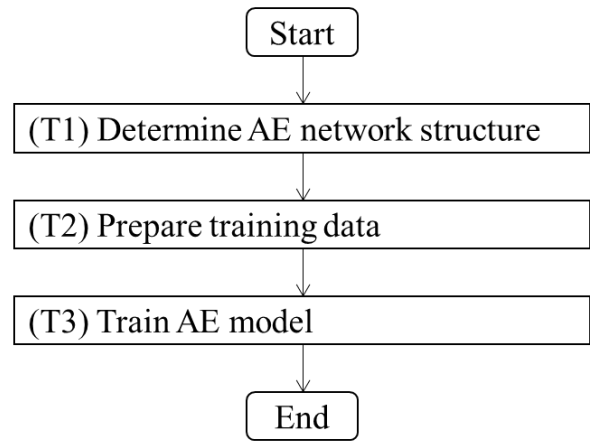 Start
(T1) Determine AE network structure
(T2) Prepare training data
(T3) Train AE model
End